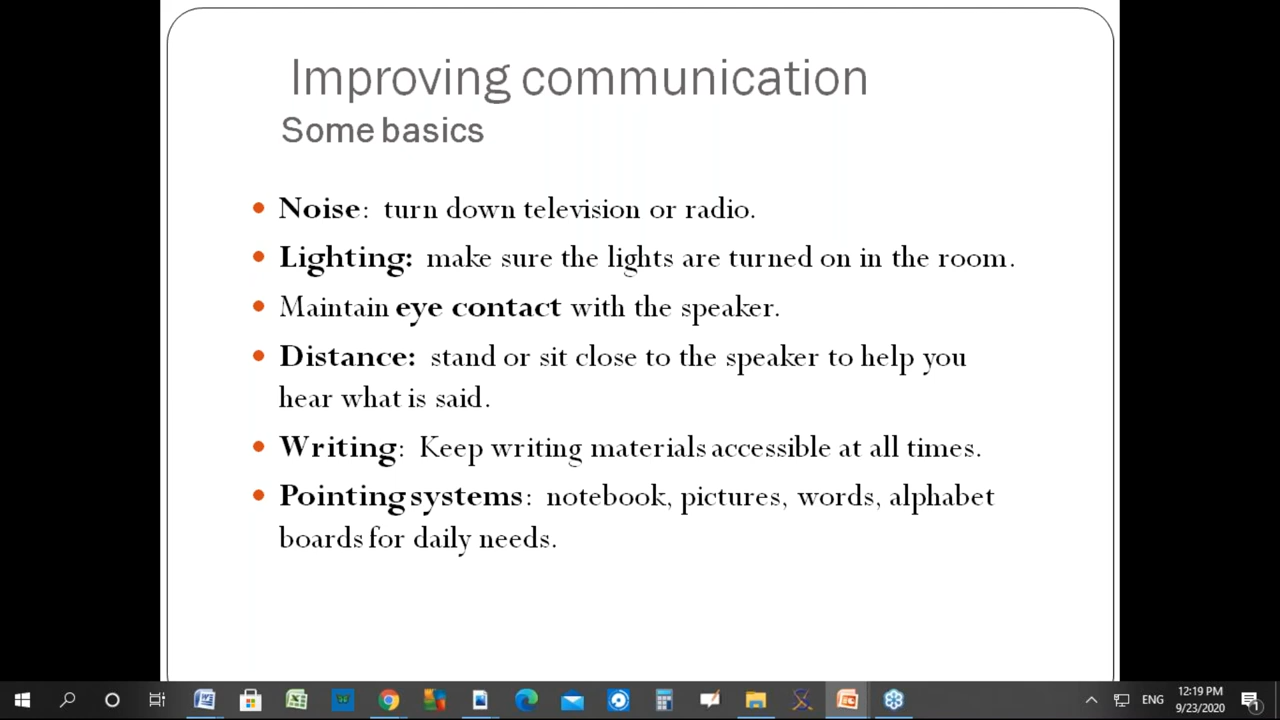 Improving communication
Some basics
• Noise:  turn down television or radio.
• Lighting:  make sure the lights are turned on in the room.
• Maintain eye contact with the speaker.
• Distance:  stand or sit close to the speaker to help you
hear what is said.
• Writing:  Keep writing materials accessible at all times.
• Pointing systems:  notebook, pictures, words, alphabet
boards for daily needs.
ENG
12:19 PM
9/23/2020
1